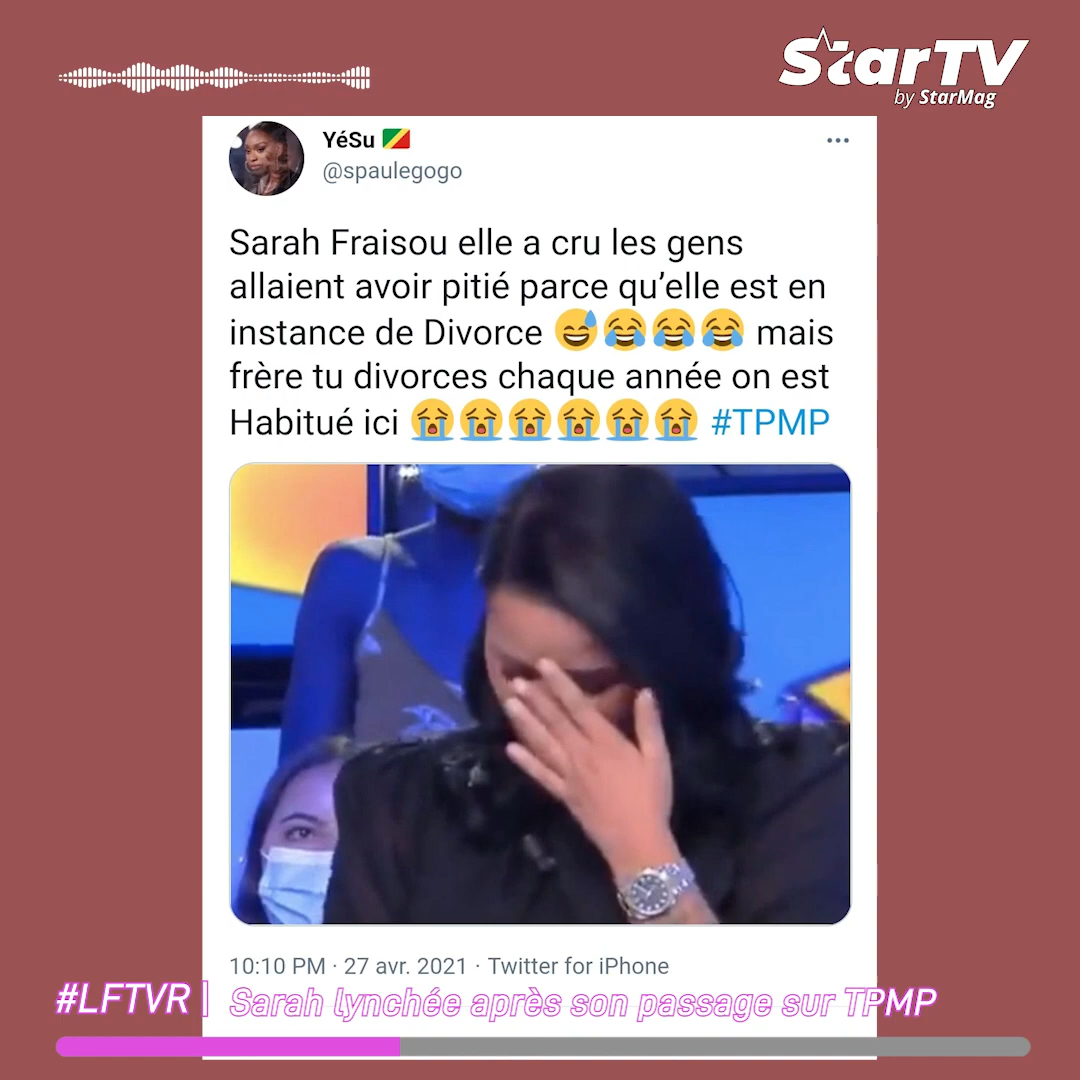 StarTV
by StarMag
YéSu 🇨🇬
@spaulegogo
Sarah Fraisou elle a cru les gens
allaient avoir pitié parce qu’elle est en
instance de Divorce 😅😂😂😂 mais
frère tu divorces chaque année on est
Habitué ici 😭😭😭😭😭😭 #TPMP
10:10 PM · 27 avr. 2021 · Twitter for iPhone
#LFTVR | Sarah lynchée après son passage sur TPMP